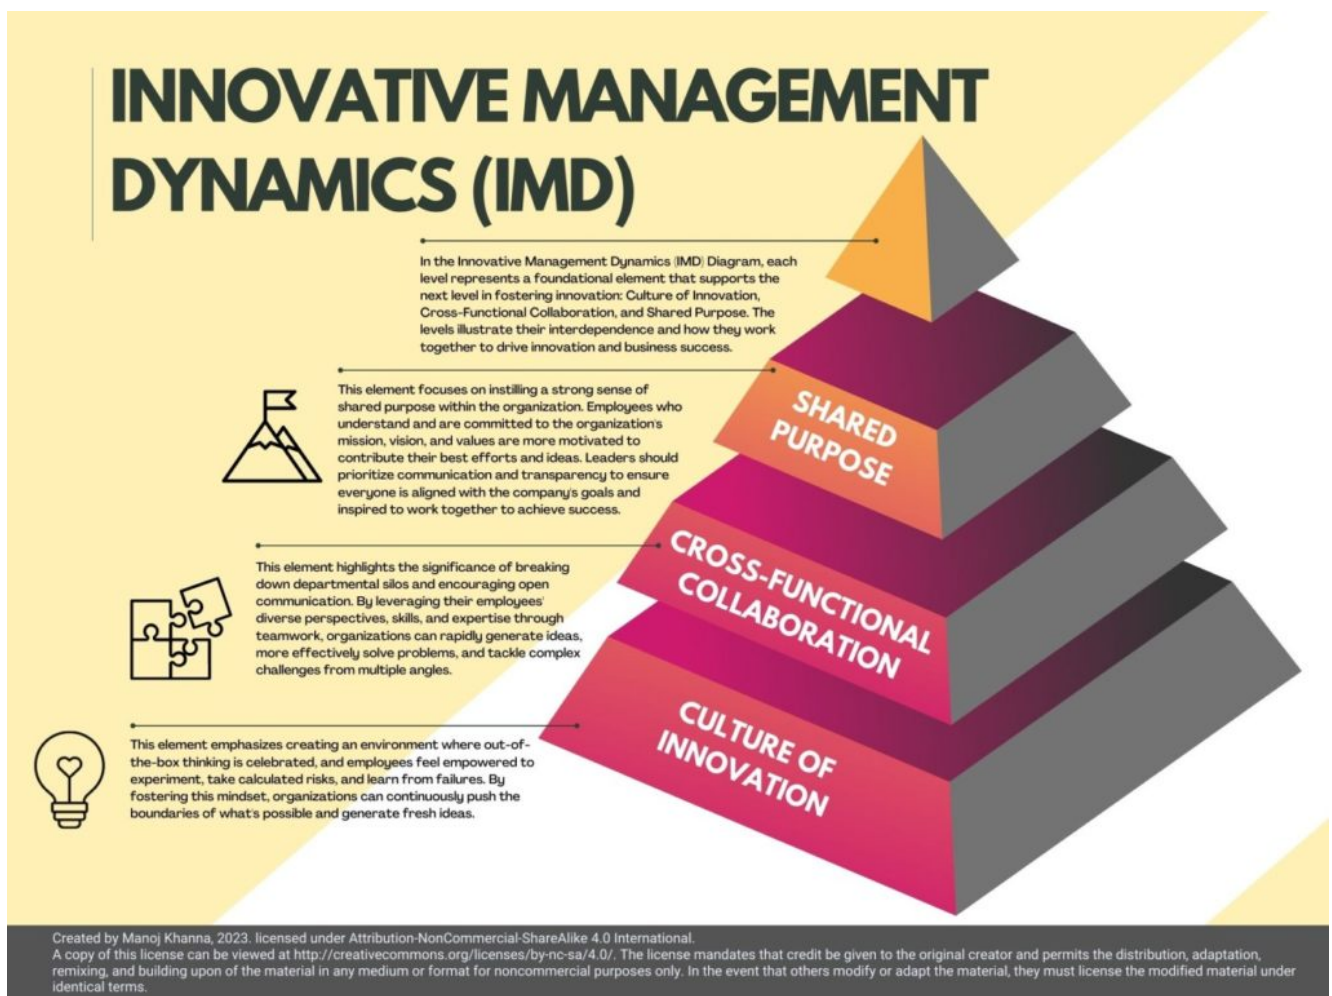 INNOVATIVE MANAGEMENT
DYNAMICS (IMD)
In the Innovative Management Dynamics (IMD) Diagram, each
level represents a foundational element that supports the
next level in fostering innovation: Culture of Innovation,
Cross-Functional Collaboration, and Shared Purpose. The
levels illustrate their interdependence and how they work
together to drive innovation and business success.
This element focuses on instilling a strong sense of
shared purpose within the organization. Employees who
understand and are committed to the organization's
mission, vision, and values are more motivated to
contribute their best efforts and ideas. Leaders should
prioritize communication and transparency to ensure
everyone is aligned with the company's goals and
inspired to work together to achieve success.
SHARED
PURPOSE
This element highlights the significance of breaking
down departmental silos and encouraging open
communication. By leveraging their employees'
diverse perspectives, skills, and expertise through
teamwork, organizations can rapidly generate ideas,
more effectively solve problems, and tackle complex
challenges from multiple angles.
CROSS-FUNCTIONAL
COLLABORATION
This element emphasizes creating an environment where out-of-
the-box thinking is celebrated, and employees feel empowered to
experiment, take calculated risks, and learn from failures. By
fostering this mindset, organizations can continuously push the
boundaries of what's possible and generate fresh ideas.
CULTURE OF
INNOVATION
Created by Manoj Khanna, 2023. licensed under Attribution-NonCommercial-ShareAlike 4.0 International.
A copy of this license can be viewed at http://creativecommons.org/licenses/by-nc-sa/4.0/. The license mandates that credit be given to the original creator and permits the distribution, adaptation,
remixing, and building upon of the material in any medium or format for noncommercial purposes only. In the event that others modify or adapt the material, they must license the modified material under
identical terms.